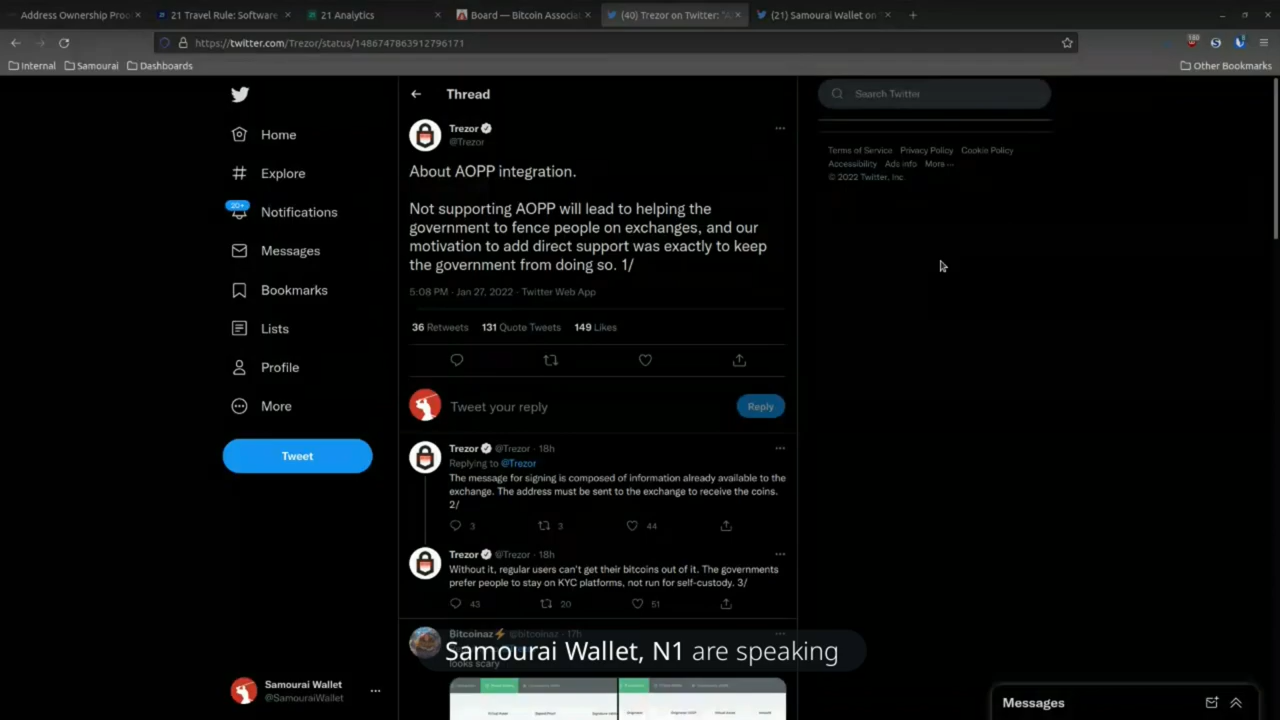 Address Ownership Proo
21 Travel Rule: Software
21 Analytics
Board — Bitcoin Associa
(40) Trezor on Twitter: "A
(21) Samourai Wallet on
https://twitter.com/Trezor/status/1486747863912796171
180
Internal
Samourai
Dashboards
Other Bookmarks
Home
Explore
20+
Notifications
Messages
Bookmarks
Lists
Profile
More
Tweet
Samourai Wallet
@SamouraiWallet
Thread
Trezor
@Trezor
About AOPP integration.
Not supporting AOPP will lead to helping the
government to fence people on exchanges, and our
motivation to add direct support was exactly to keep
the government from doing so. 1/
5:08 PM · Jan 27, 2022 · Twitter Web App
36 Retweets 131 Quote Tweets 149 Likes
Tweet your reply
Reply
Trezor @Trezor · 18h
Replying to @Trezor
The message for signing is composed of information already available to the
exchange. The address must be sent to the exchange to receive the coins.
2/
3 3 44
Trezor @Trezor · 18h
Without it, regular users can't get their bitcoins out of it. The governments
prefer people to stay on KYC platforms, not run for self-custody. 3/
43 20 51
Bitcoinaz⚡ @bitcoinaz · 17h
looks scary
Samourai Wallet, N1 are speaking
Search Twitter
Terms of Service Privacy Policy Cookie Policy
Accessibility Ads info More ···
© 2022 Twitter, Inc.
Messages